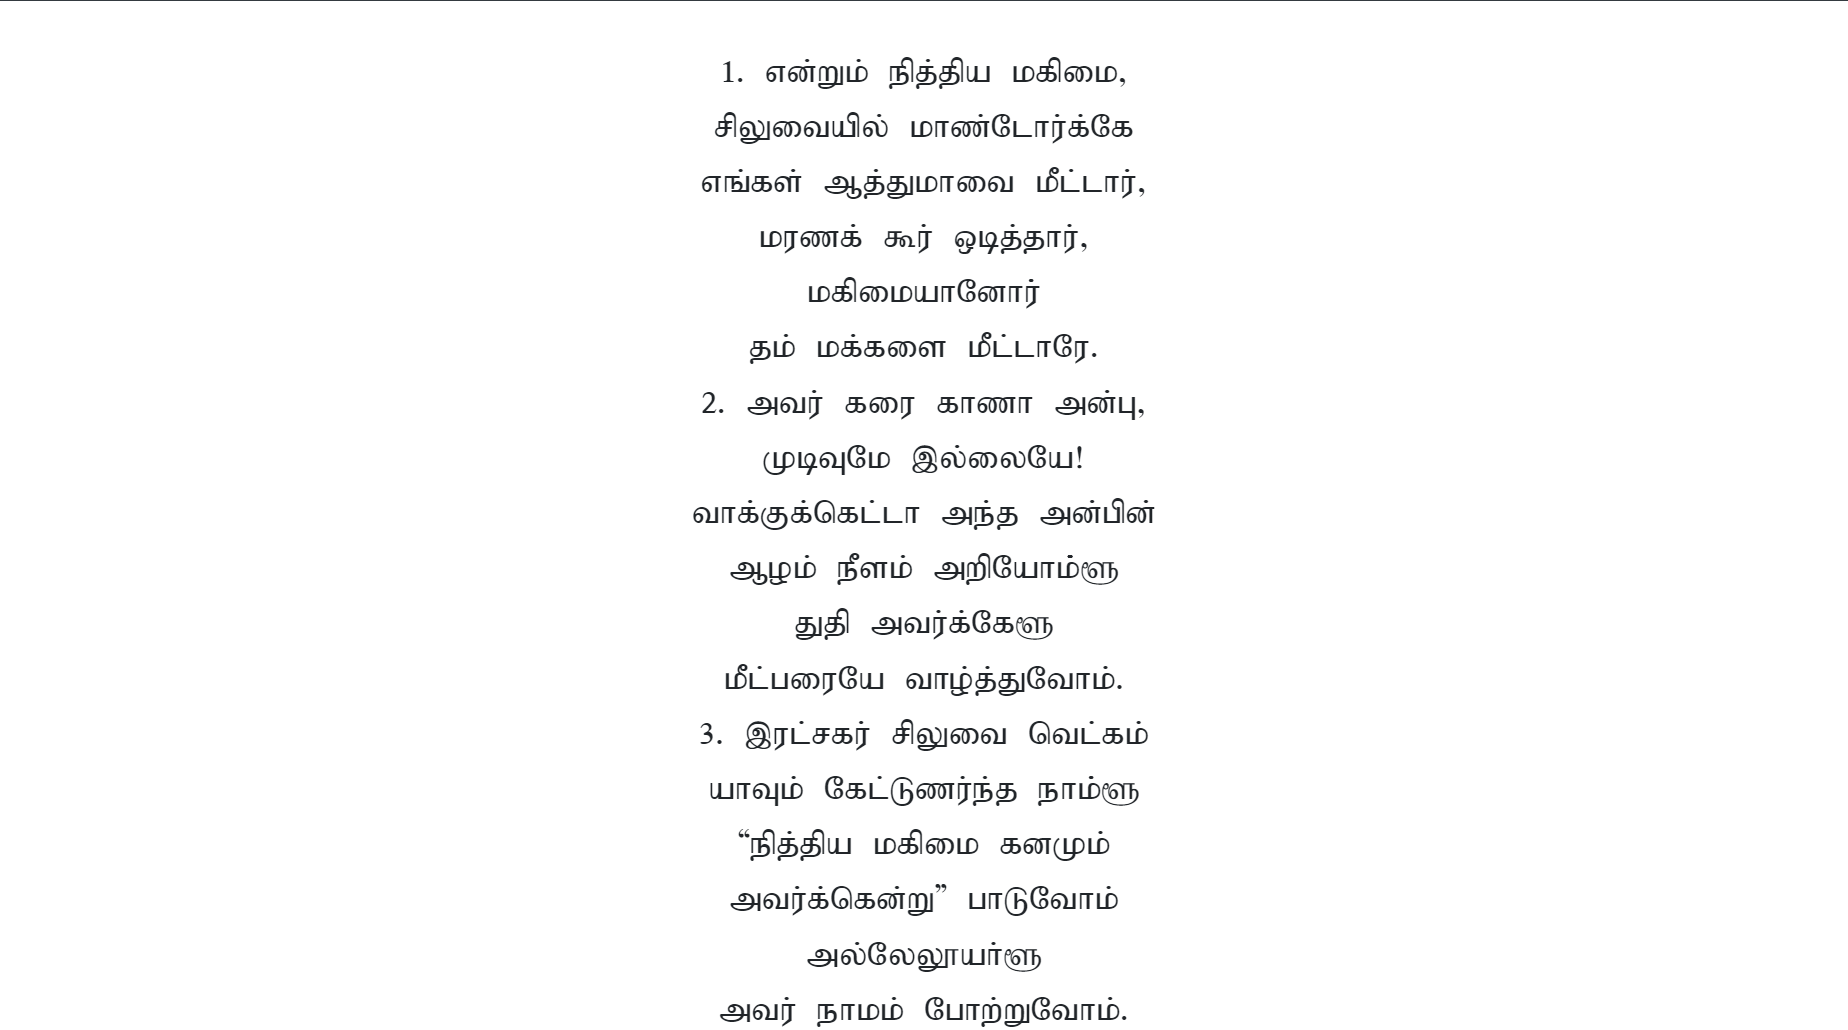 1. என்றும் நித்திய மகிமை,
சிலுவையில் மாண்டோர்க்கே
எங்கள் ஆத்துமாவை மீட்டார்,
மரணக் கூர் ஒடித்தார்,
மகிமையானோர்
தம் மக்களை மீட்டாரே.
2. அவர் கரை காணா அன்பு,
முடிவுமே இல்லையே!
வாக்குக்கெட்டா அந்த அன்பின்
ஆழம் நீளம் அறியோம்ளூ
துதி அவர்க்கேளூ
மீட்பரையே வாழ்த்துவோம்.
3. இரட்சகர் சிலுவை வெட்கம்
யாவும் கேட்டுணர்ந்த நாம்ளூ
“நித்திய மகிமை கனமும்
அவர்க்கென்று” பாடுவோம்
அல்லேலூயர்ளூ
அவர் நாமம் போற்றுவோம்.